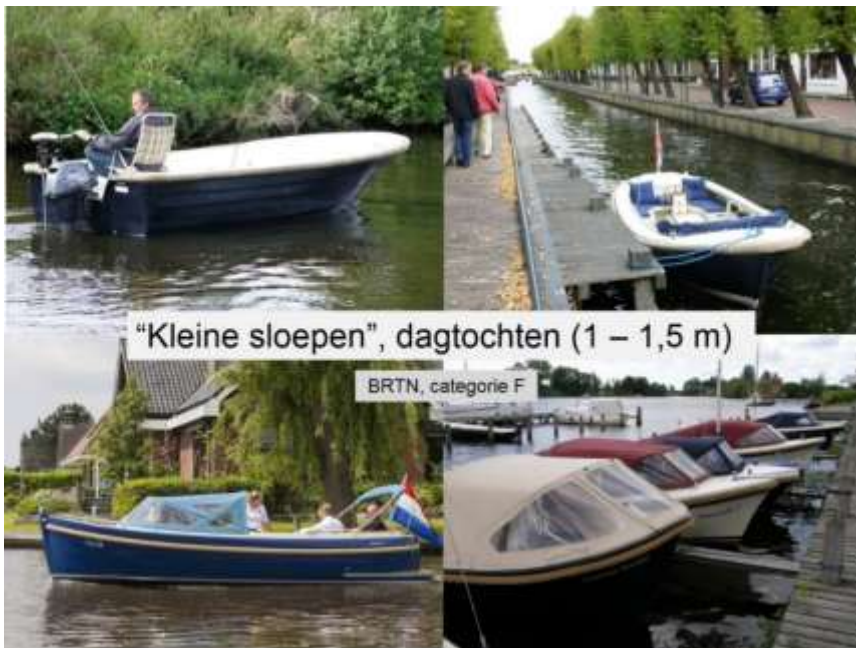 “Kleine sloepen”, dagtochten (1 – 1,5 m)
BRTN, categorie F